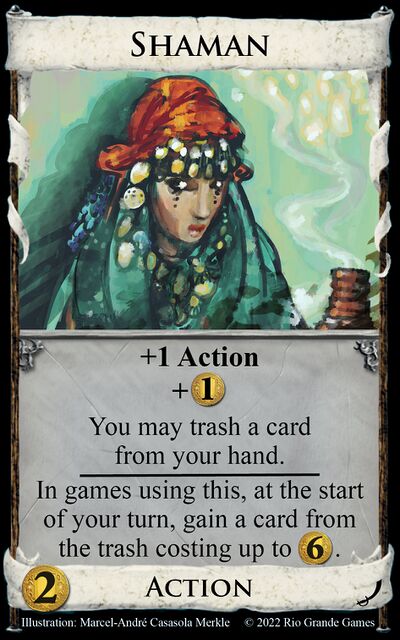 SHAMAN
+1 Action
+1
You may trash a card
from your hand.
In games using this, at the start
of your turn, gain a card from
the trash costing up to 6.
2
ACTION
Illustration: Marcel-André Casasola Merkle © 2022 Rio Grande Games